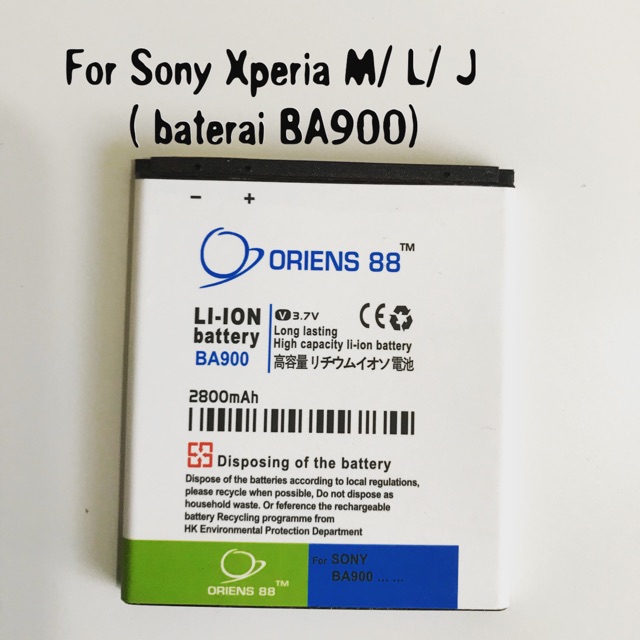 For Sony Xperia M/ L/ J
( baterai BA900)
- +
ORIENS 88™
LI-ION
battery
BA900
V 3.7V
Long lasting
High capacity li-ion battery
高容量 リチウムイオソ電池
2800mAh
Disposing of the battery
Dispose of the batteries according to local regulations,
please recycle when possible, Do not dispose as
household waste. Or reference the rechargeable
battery Recycling programme from
HK Environmental Protection Department
ORIENS 88™
For SONY
BA900 ... ...